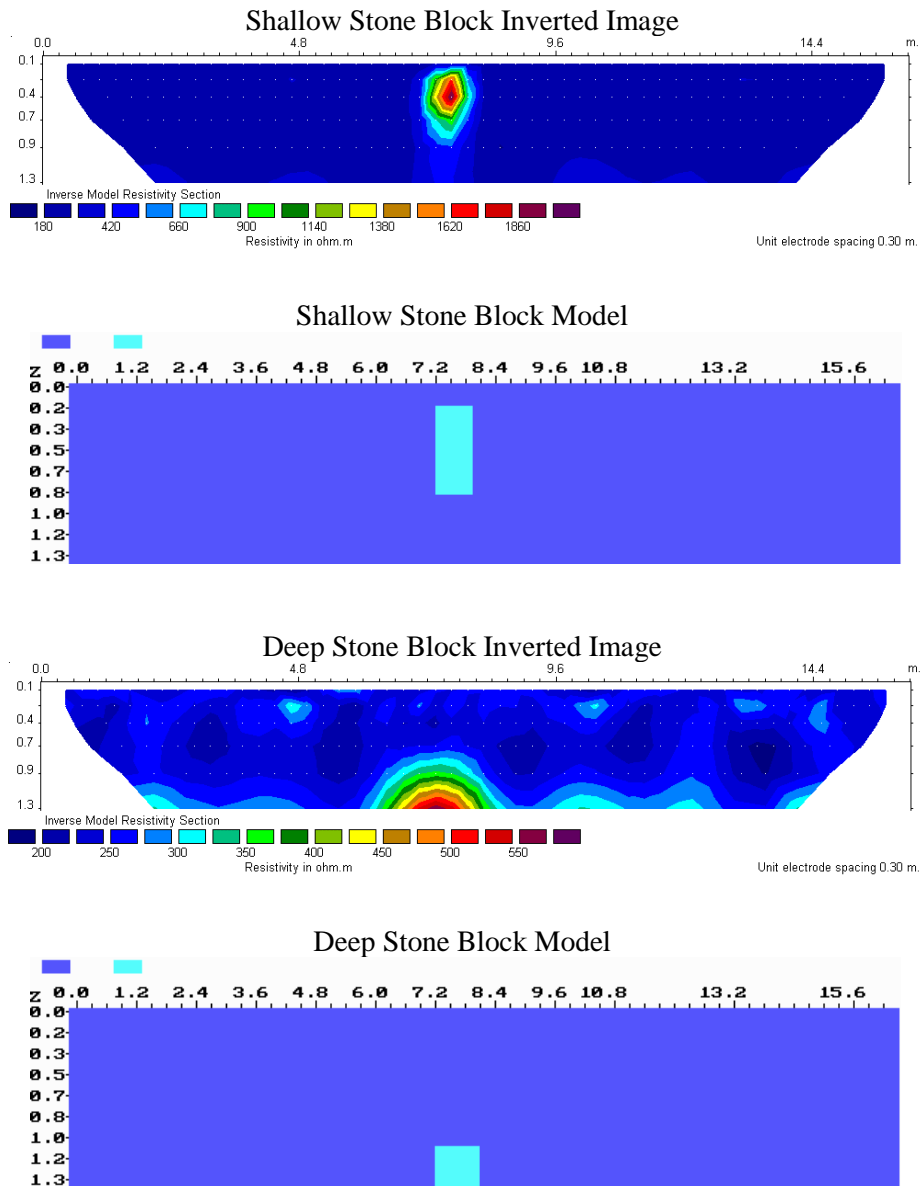 Shallow Stone Block Inverted Image
0.0 4.8 9.6 14.4 m.
0.1
0.4
0.7
0.9
1.3
Inverse Model Resistivity Section
180 420 660 900 1140 1380 1620 1860
Resistivity in ohm.m Unit electrode spacing 0.30 m.
Shallow Stone Block Model
Z 0.0 1.2 2.4 3.6 4.8 6.0 7.2 8.4 9.6 10.8 13.2 15.6
0.0
0.2
0.3
0.5
0.7
0.8
1.0
1.2
1.3
Deep Stone Block Inverted Image
0.0 4.8 9.6 14.4 m.
0.1
0.4
0.7
0.9
1.3
Inverse Model Resistivity Section
200 250 300 350 400 450 500 550
Resistivity in ohm.m Unit electrode spacing 0.30 m.
Deep Stone Block Model
Z 0.0 1.2 2.4 3.6 4.8 6.0 7.2 8.4 9.6 10.8 13.2 15.6
0.0
0.2
0.3
0.5
0.7
0.8
1.0
1.2
1.3